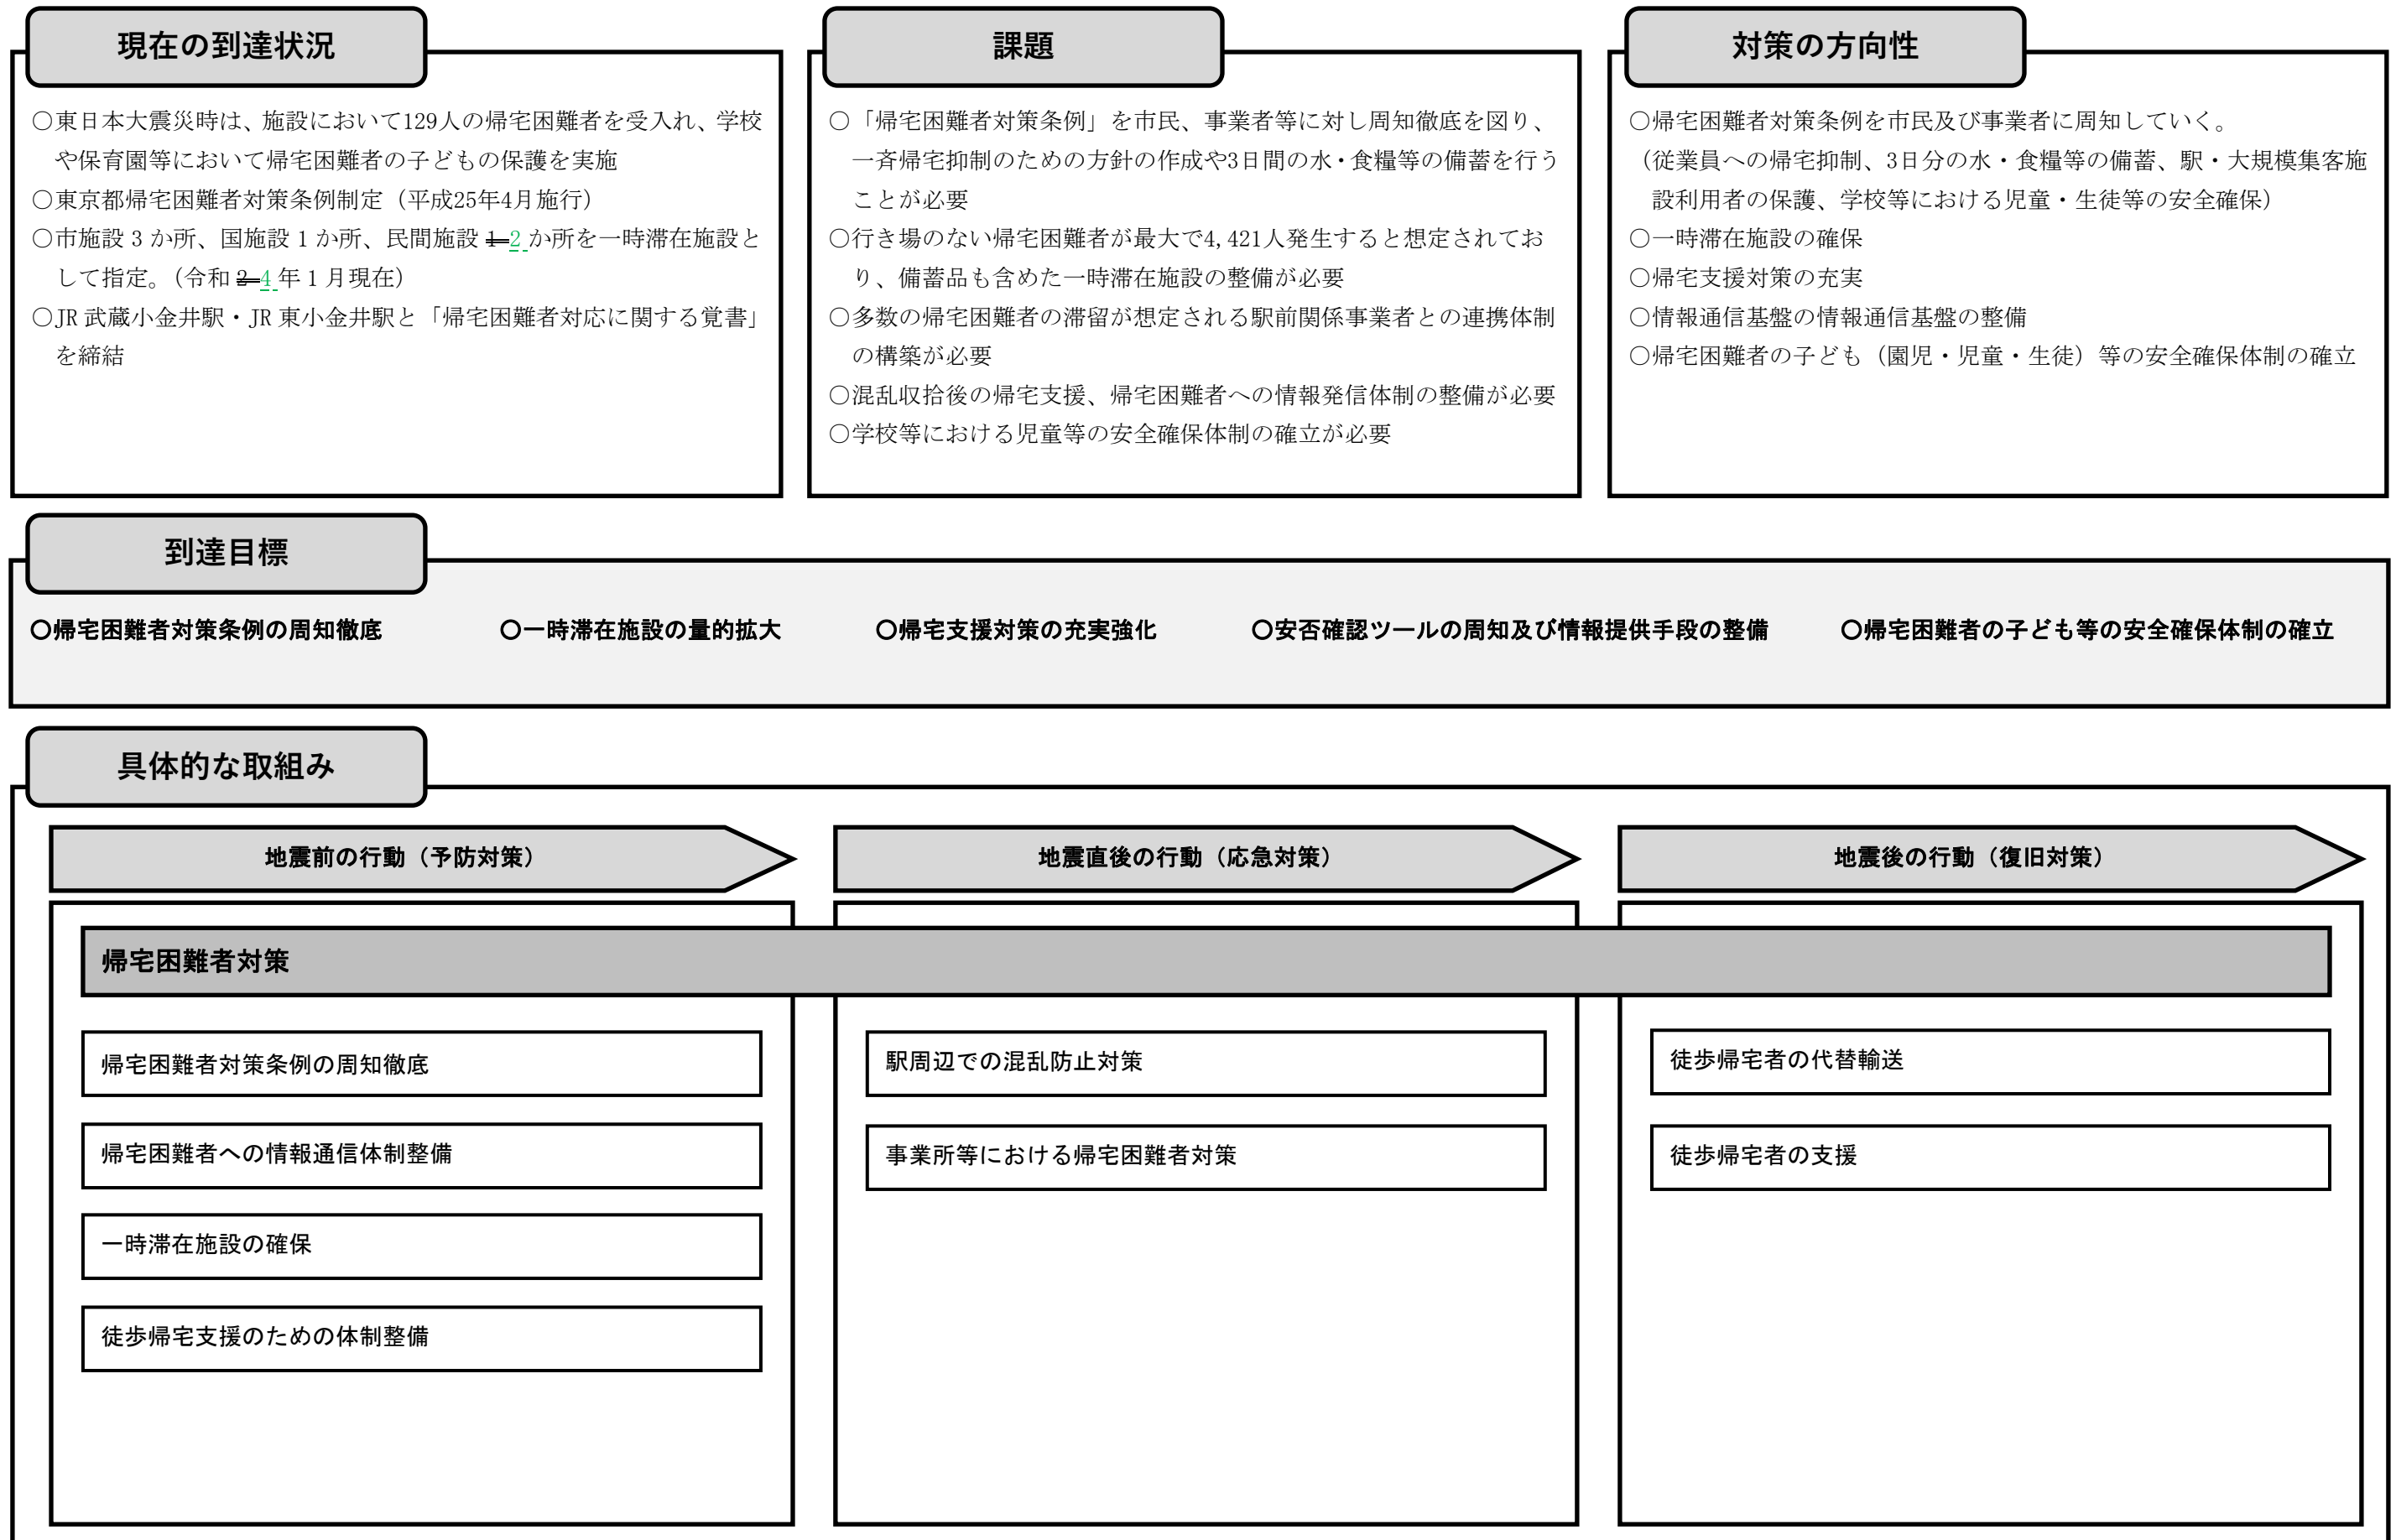 現在の到達状況
○東日本大震災時は、施設において129人の帰宅困難者を受入れ、学校
や保育園等において帰宅困難者の子どもの保護を実施
○東京都帰宅困難者対策条例制定（平成25年4月施行）
○市施設 3 か所、国施設 1 か所、民間施設 1 2 か所を一時滞在施設と
して指定。（令和 2 4 年 1 月現在）
○JR 武蔵小金井駅・JR 東小金井駅と「帰宅困難者対応に関する覚書」
を締結
課題
○「帰宅困難者対策条例」を市民、事業者等に対し周知徹底を図り、
一斉帰宅抑制のための方針の作成や3日間の水・食糧等の備蓄を行う
ことが必要
○行き場のない帰宅困難者が最大で4,421人発生すると想定されてお
り、備蓄品も含めた一時滞在施設の整備が必要
○多数の帰宅困難者の滞留が想定される駅前関係事業者との連携体制
の構築が必要
○混乱収拾後の帰宅支援、帰宅困難者への情報発信体制の整備が必要
○学校等における児童等の安全確保体制の確立が必要
対策の方向性
○帰宅困難者対策条例を市民及び事業者に周知していく。
（従業員への帰宅抑制、3日分の水・食糧等の備蓄、駅・大規模集客施
設利用者の保護、学校等における児童・生徒等の安全確保）
○一時滞在施設の確保
○帰宅支援対策の充実
○情報通信基盤の情報通信基盤の整備
○帰宅困難者の子ども（園児・児童・生徒）等の安全確保体制の確立
到達目標
○帰宅困難者対策条例の周知徹底 ○一時滞在施設の量的拡大 ○帰宅支援対策の充実強化 ○安否確認ツールの周知及び情報提供手段の整備 ○帰宅困難者の子ども等の安全確保体制の確立
具体的な取組み
地震前の行動（予防対策）
地震直後の行動（応急対策）
地震後の行動（復旧対策）
帰宅困難者対策
帰宅困難者対策条例の周知徹底
帰宅困難者への情報通信体制整備
一時滞在施設の確保
徒歩帰宅支援のための体制整備
駅周辺での混乱防止対策
事業所等における帰宅困難者対策
徒歩帰宅者の代替輸送
徒歩帰宅者の支援